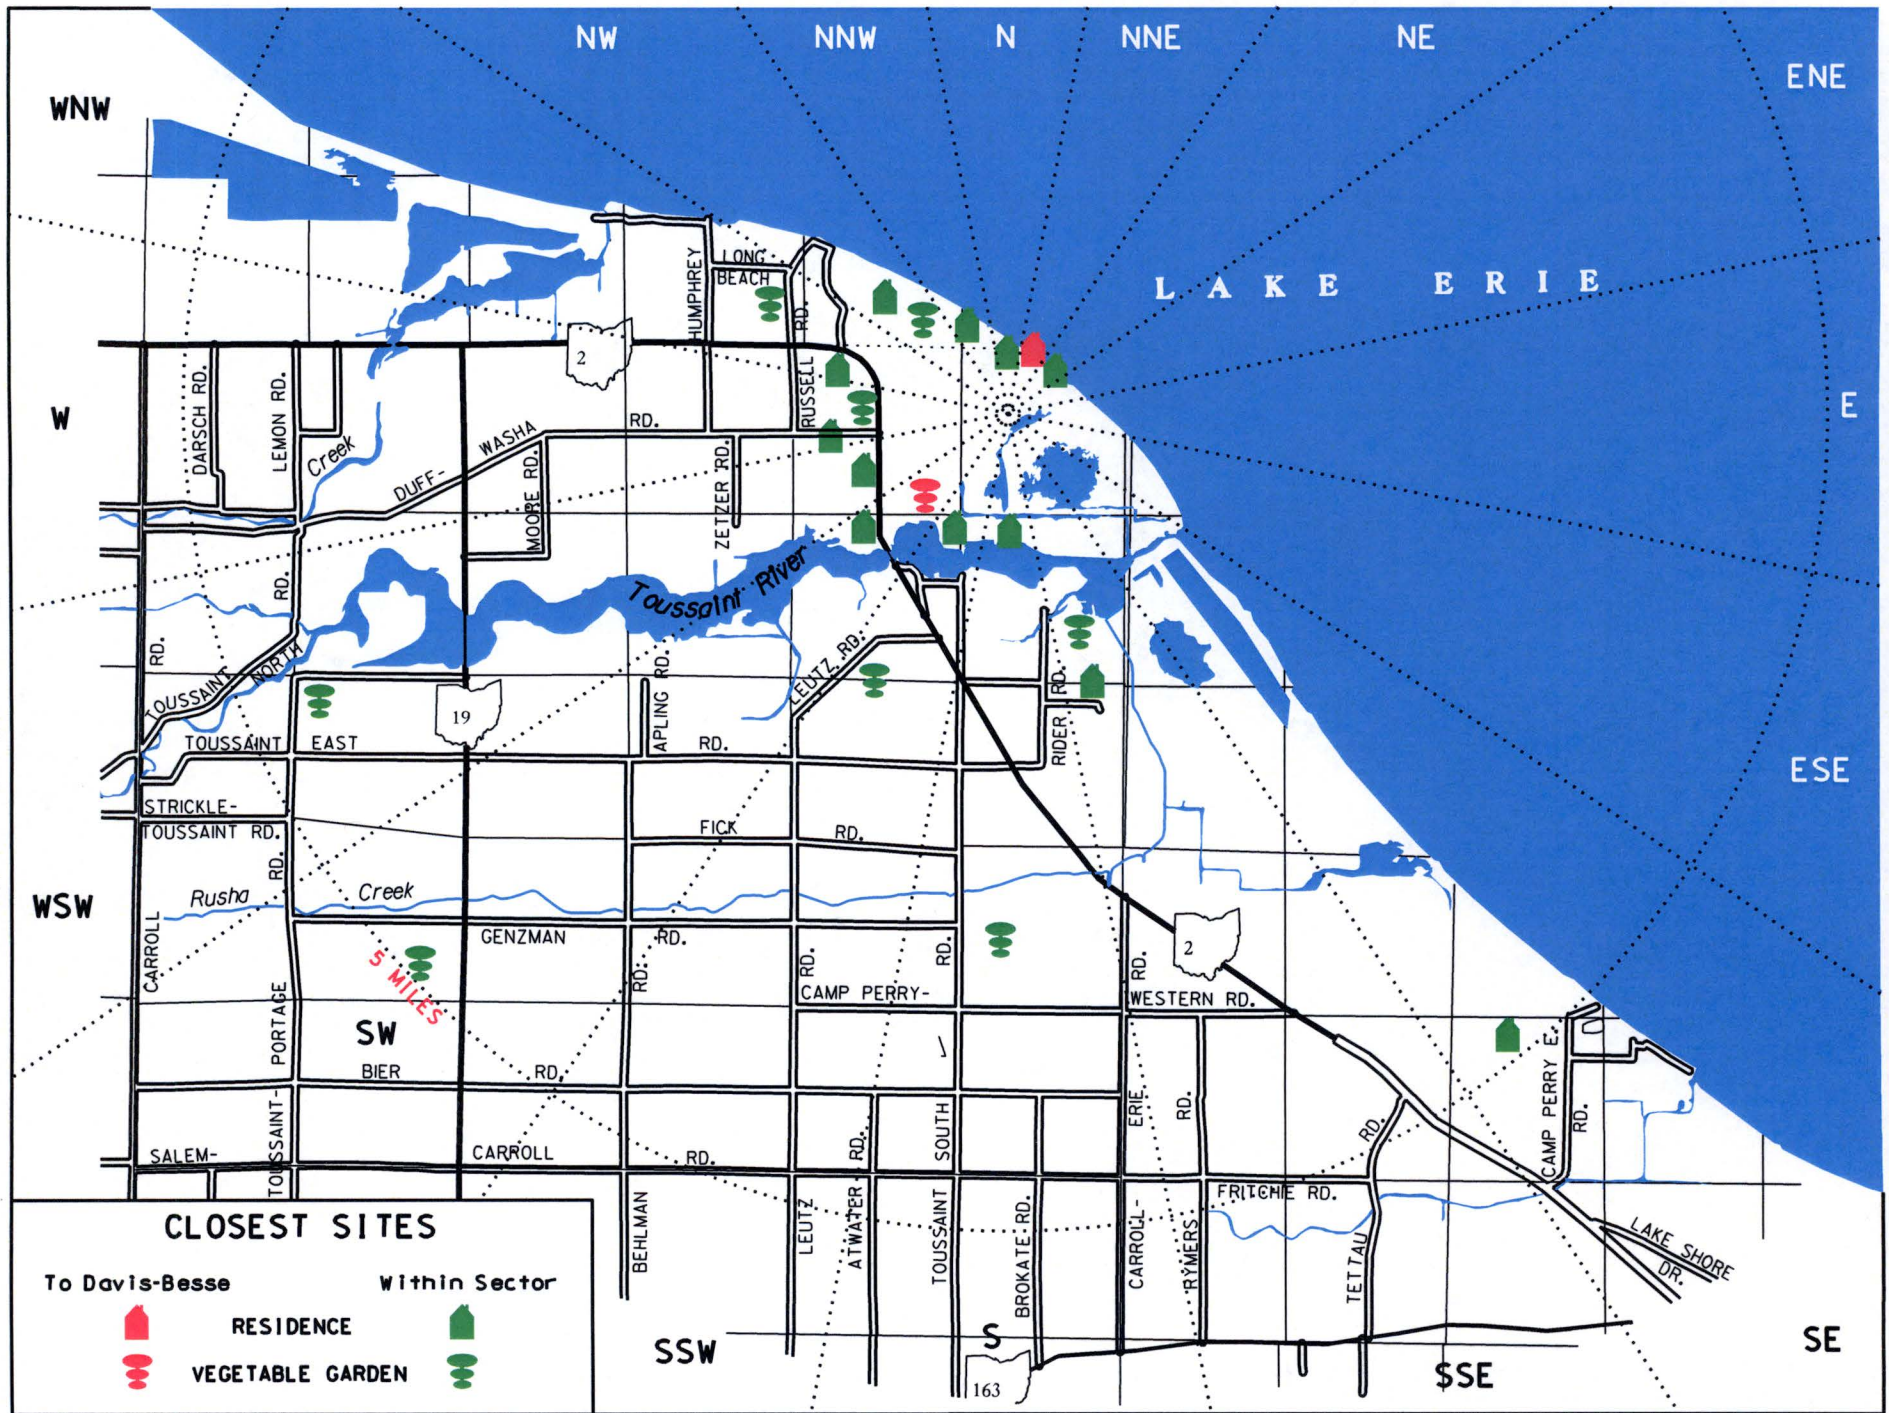 NW NNW N NNE NE
ENE
WNW
LAKE ERIE
HUMPHREY
LONG
BEACH
RD.
2
RUSSELL
W
E
DARSCH RD.
LEMON RD.
Creek
DUFF-
WASHA
RD.
MOORE RD.
ZETZER RD.
Toussaint River
RD.
RD.
TOUSSAINT
NORTH
19
APLING RD.
LEUTZ RD.
RIDER RD.
TOUSSAINT EAST RD.
ESE
STRICKLE-
TOUSSAINT RD.
FICK RD.
RD.
WSW
Rusha Creek
CARROLL
GENZMAN RD.
5 MILES
RD.
RD.
RD.
RD.
2
CAMP PERRY-
WESTERN RD.
SW
TOUSSAINT-PORTAGE
BIER RD.
ERIE
RD.
RD.
CAMP PERRY E.
RD.
SOUTH
RD.
SALEM- CARROLL RD.
FRITCHIE RD.
BEHLMAN
LEUTZ
ATWATER
TOUSSAINT
BROKATE RD.
CARROLL-
RYMERS
TETTAU
LAKE SHORE
DR.
SSW
S
163
SSE
SE
CLOSEST SITES
To Davis-Besse Within Sector
RESIDENCE
VEGETABLE GARDEN